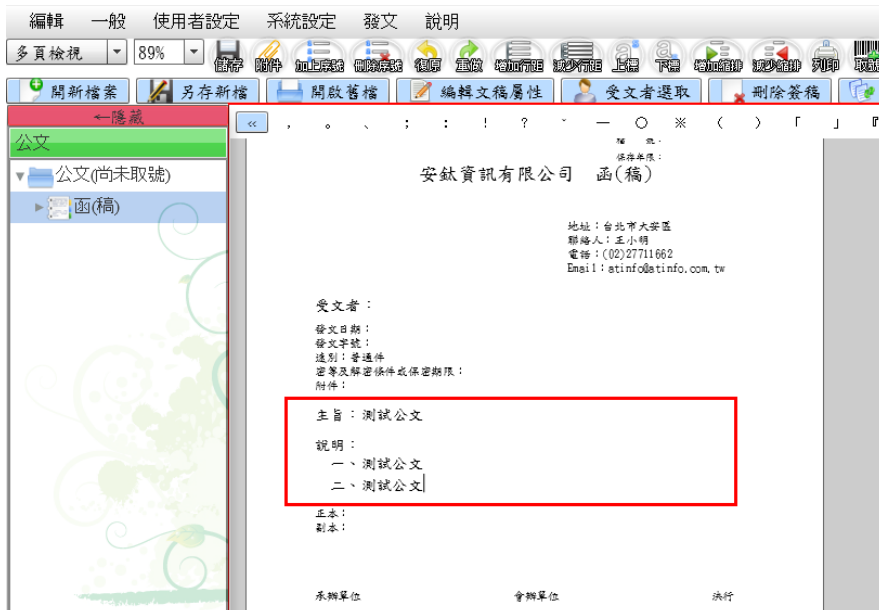 編輯 一般 使用者設定 系統設定 發文 說明
多頁檢視 89% 儲存 附件 加上序號 刪除序號 復原 重做 增加行距 減少行距 上標 下標 增加縮排 減少縮排 列印 取號
開新檔案 另存新檔 開啟舊檔 編輯文稿屬性 受文者選取 刪除簽稿
←隱藏
公文
公文(尚未取號)
函(稿)
« , 。 、 ; : ! ? ˇ — ○ ※ ( ) 「 」 『
檔 號:
保存年限:
安鈦資訊有限公司 函(稿)
地址:台北市大安區
聯絡人:王小明
電話:(02)27711662
Email:atinfo@atinfo.com.tw
受文者:
發文日期:
發文字號:
速別:普通件
密等及解密條件或保密期限:
附件:
主旨:測試公文
說明:
一、測試公文
二、測試公文
正本:
副本:
承辦單位 會辦單位 決行